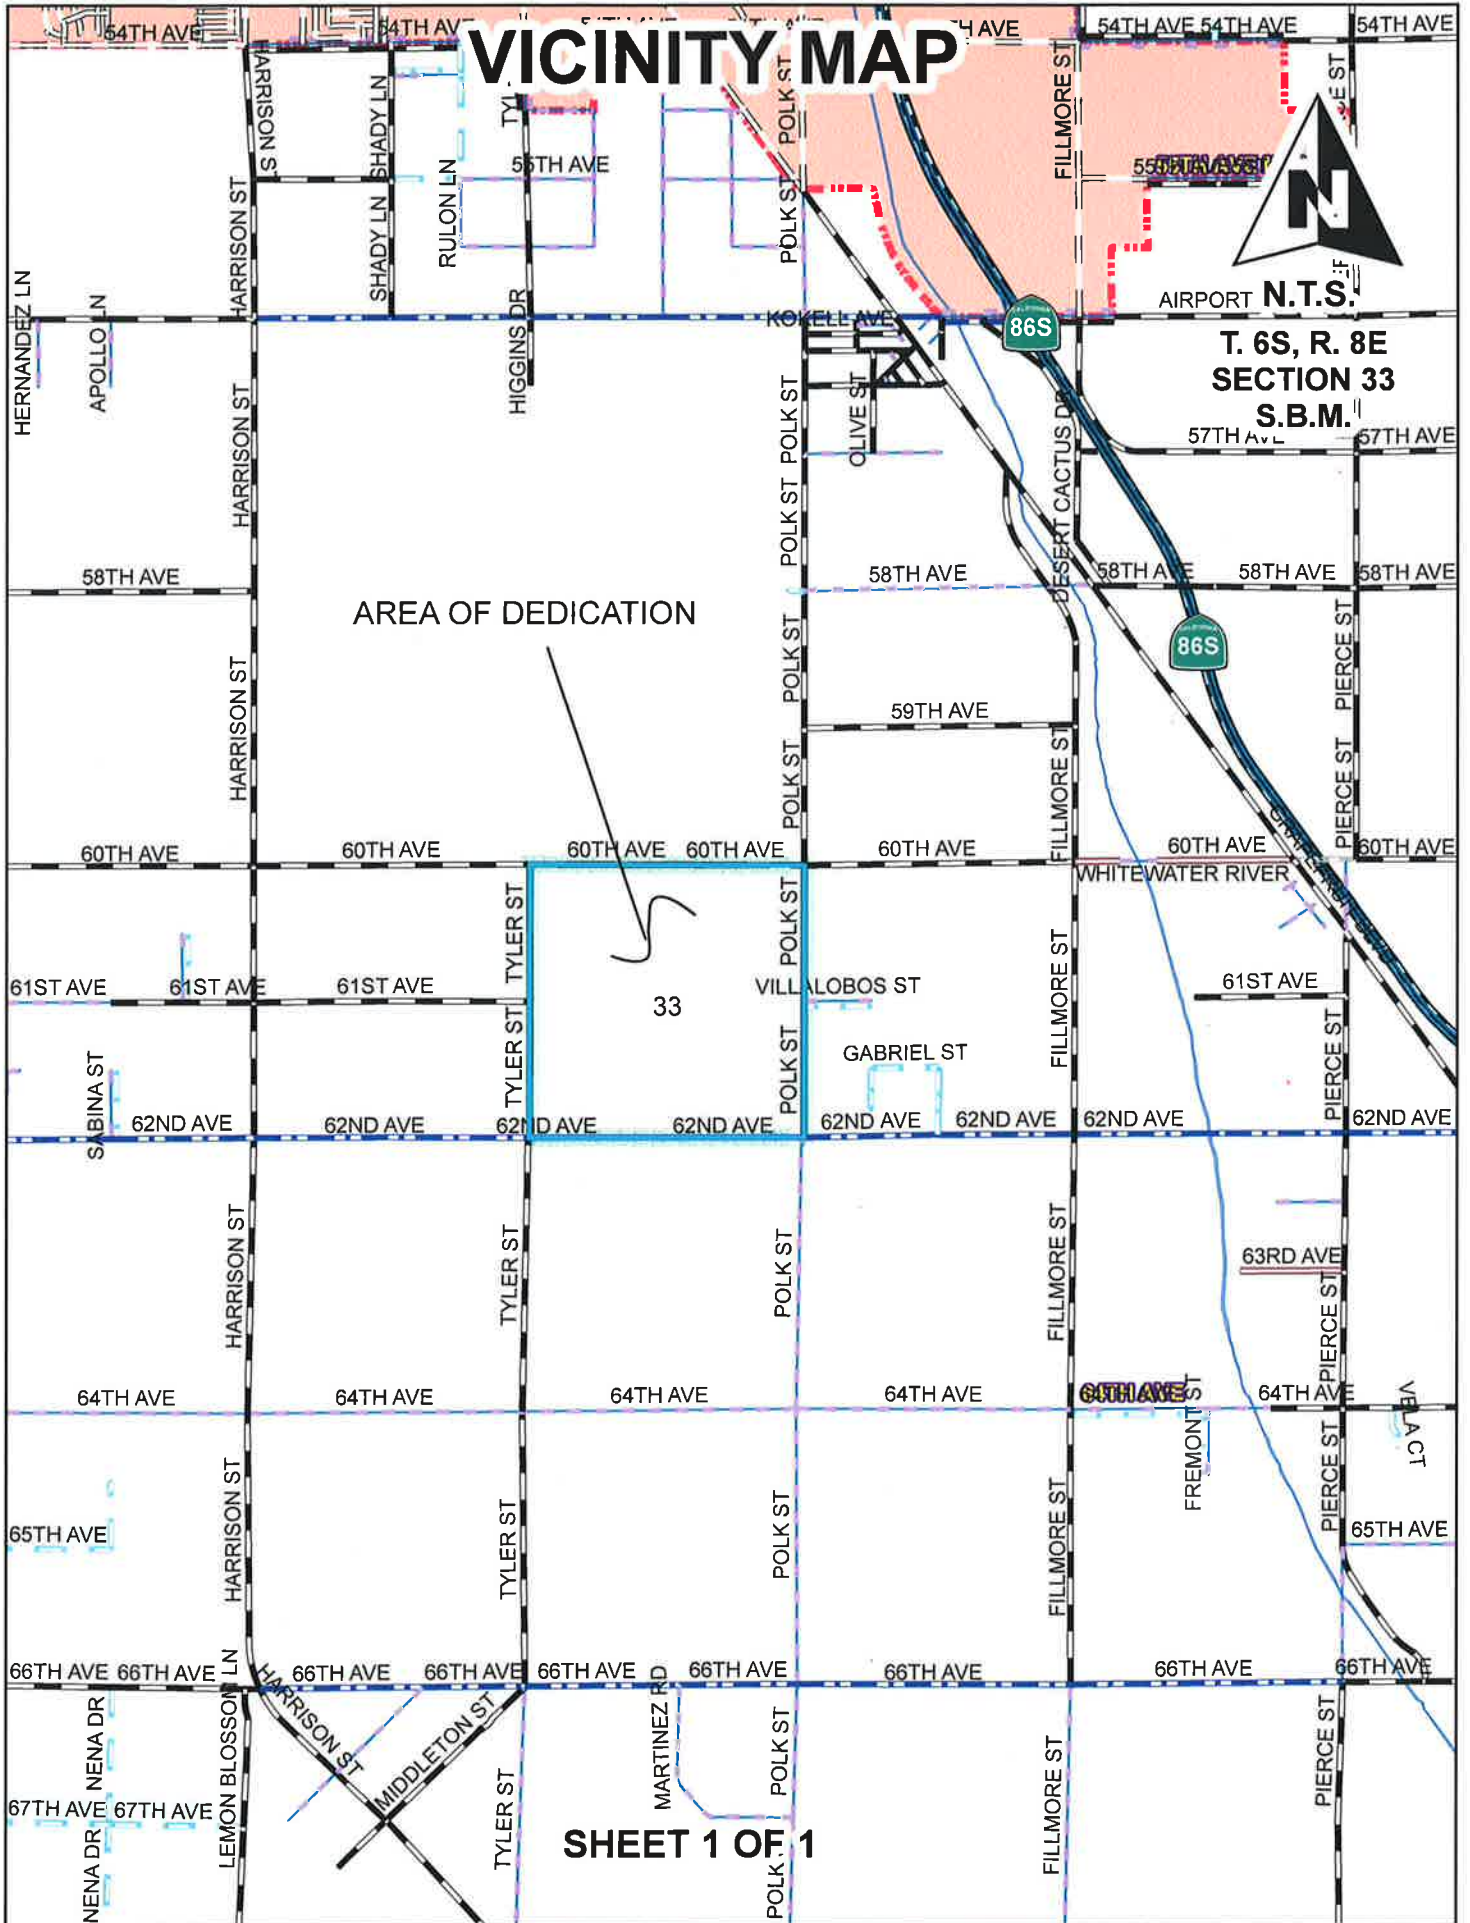 54TH AVE
54TH AVE
54TH AVE
54TH AVE
54TH AVE
VICINITY MAP
SHADY LN
POLK ST
FILLMORE ST
55TH AVE
N
HARRISON ST
SHADY LN
RULON LN
POLK ST
HERNANDEZ LN
APOLLO LN
HIGGINS DR
KOKELL AVE
86S
AIRPORT
N.T.S.
T. 6S, R. 8E
SECTION 33
S.B.M.
HARRISON ST
POLK ST
OLIVE ST
DESERT CACTUS DR
57TH AVE
57TH AVE
POLK ST
58TH AVE
58TH AVE
58TH AVE
58TH AVE
58TH AVE
AREA OF DEDICATION
86S
HARRISON ST
POLK ST
PIERCE ST
59TH AVE
POLK ST
FILLMORE ST
PIERCE ST
60TH AVE
60TH AVE
60TH AVE
60TH AVE
60TH AVE
60TH AVE
60TH AVE
WHITEWATER RIVER
GRAPEFRUIT BLVD
TYLER ST
POLK ST
FILLMORE ST
61ST AVE
61ST AVE
61ST AVE
VILLALOBOS ST
61ST AVE
33
TYLER ST
POLK ST
GABRIEL ST
PIERCE ST
SABINA ST
62ND AVE
62ND AVE
62ND AVE
62ND AVE
62ND AVE
62ND AVE
62ND AVE
62ND AVE
HARRISON ST
TYLER ST
POLK ST
FILLMORE ST
63RD AVE
PIERCE ST
64TH AVE
64TH AVE
64TH AVE
64TH AVE
64TH AVE
64TH AVE
FREMONT ST
VELA CT
HARRISON ST
TYLER ST
POLK ST
FILLMORE ST
PIERCE ST
65TH AVE
65TH AVE
66TH AVE
66TH AVE
66TH AVE
66TH AVE
66TH AVE
66TH AVE
66TH AVE
66TH AVE
66TH AVE
NENA DR
LEMON BLOSSOM LN
HARRISON ST
MIDDLETON ST
MARTINEZ RD
POLK ST
FILLMORE ST
PIERCE ST
67TH AVE
67TH AVE
NENA DR
TYLER ST
SHEET 1 OF 1
POLK